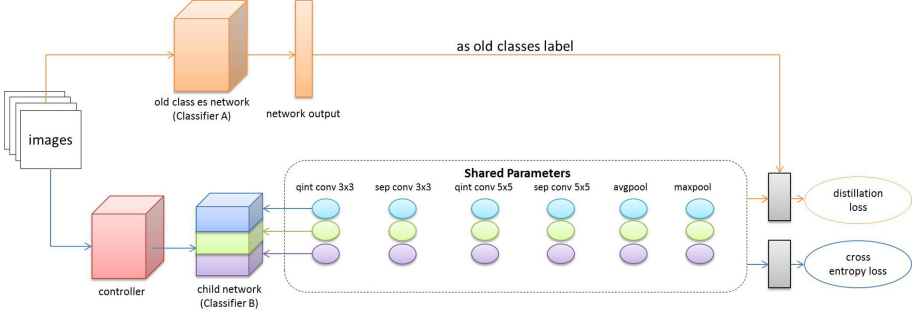 as old classes label
old class es network
(Classifier A)
network output
images
Shared Parameters
qint conv 3x3
sep conv 3x3
qint conv 5x5
sep conv 5x5
avgpool
maxpool
distillation
loss
cross
entropy loss
controller
child network
(Classifier B)